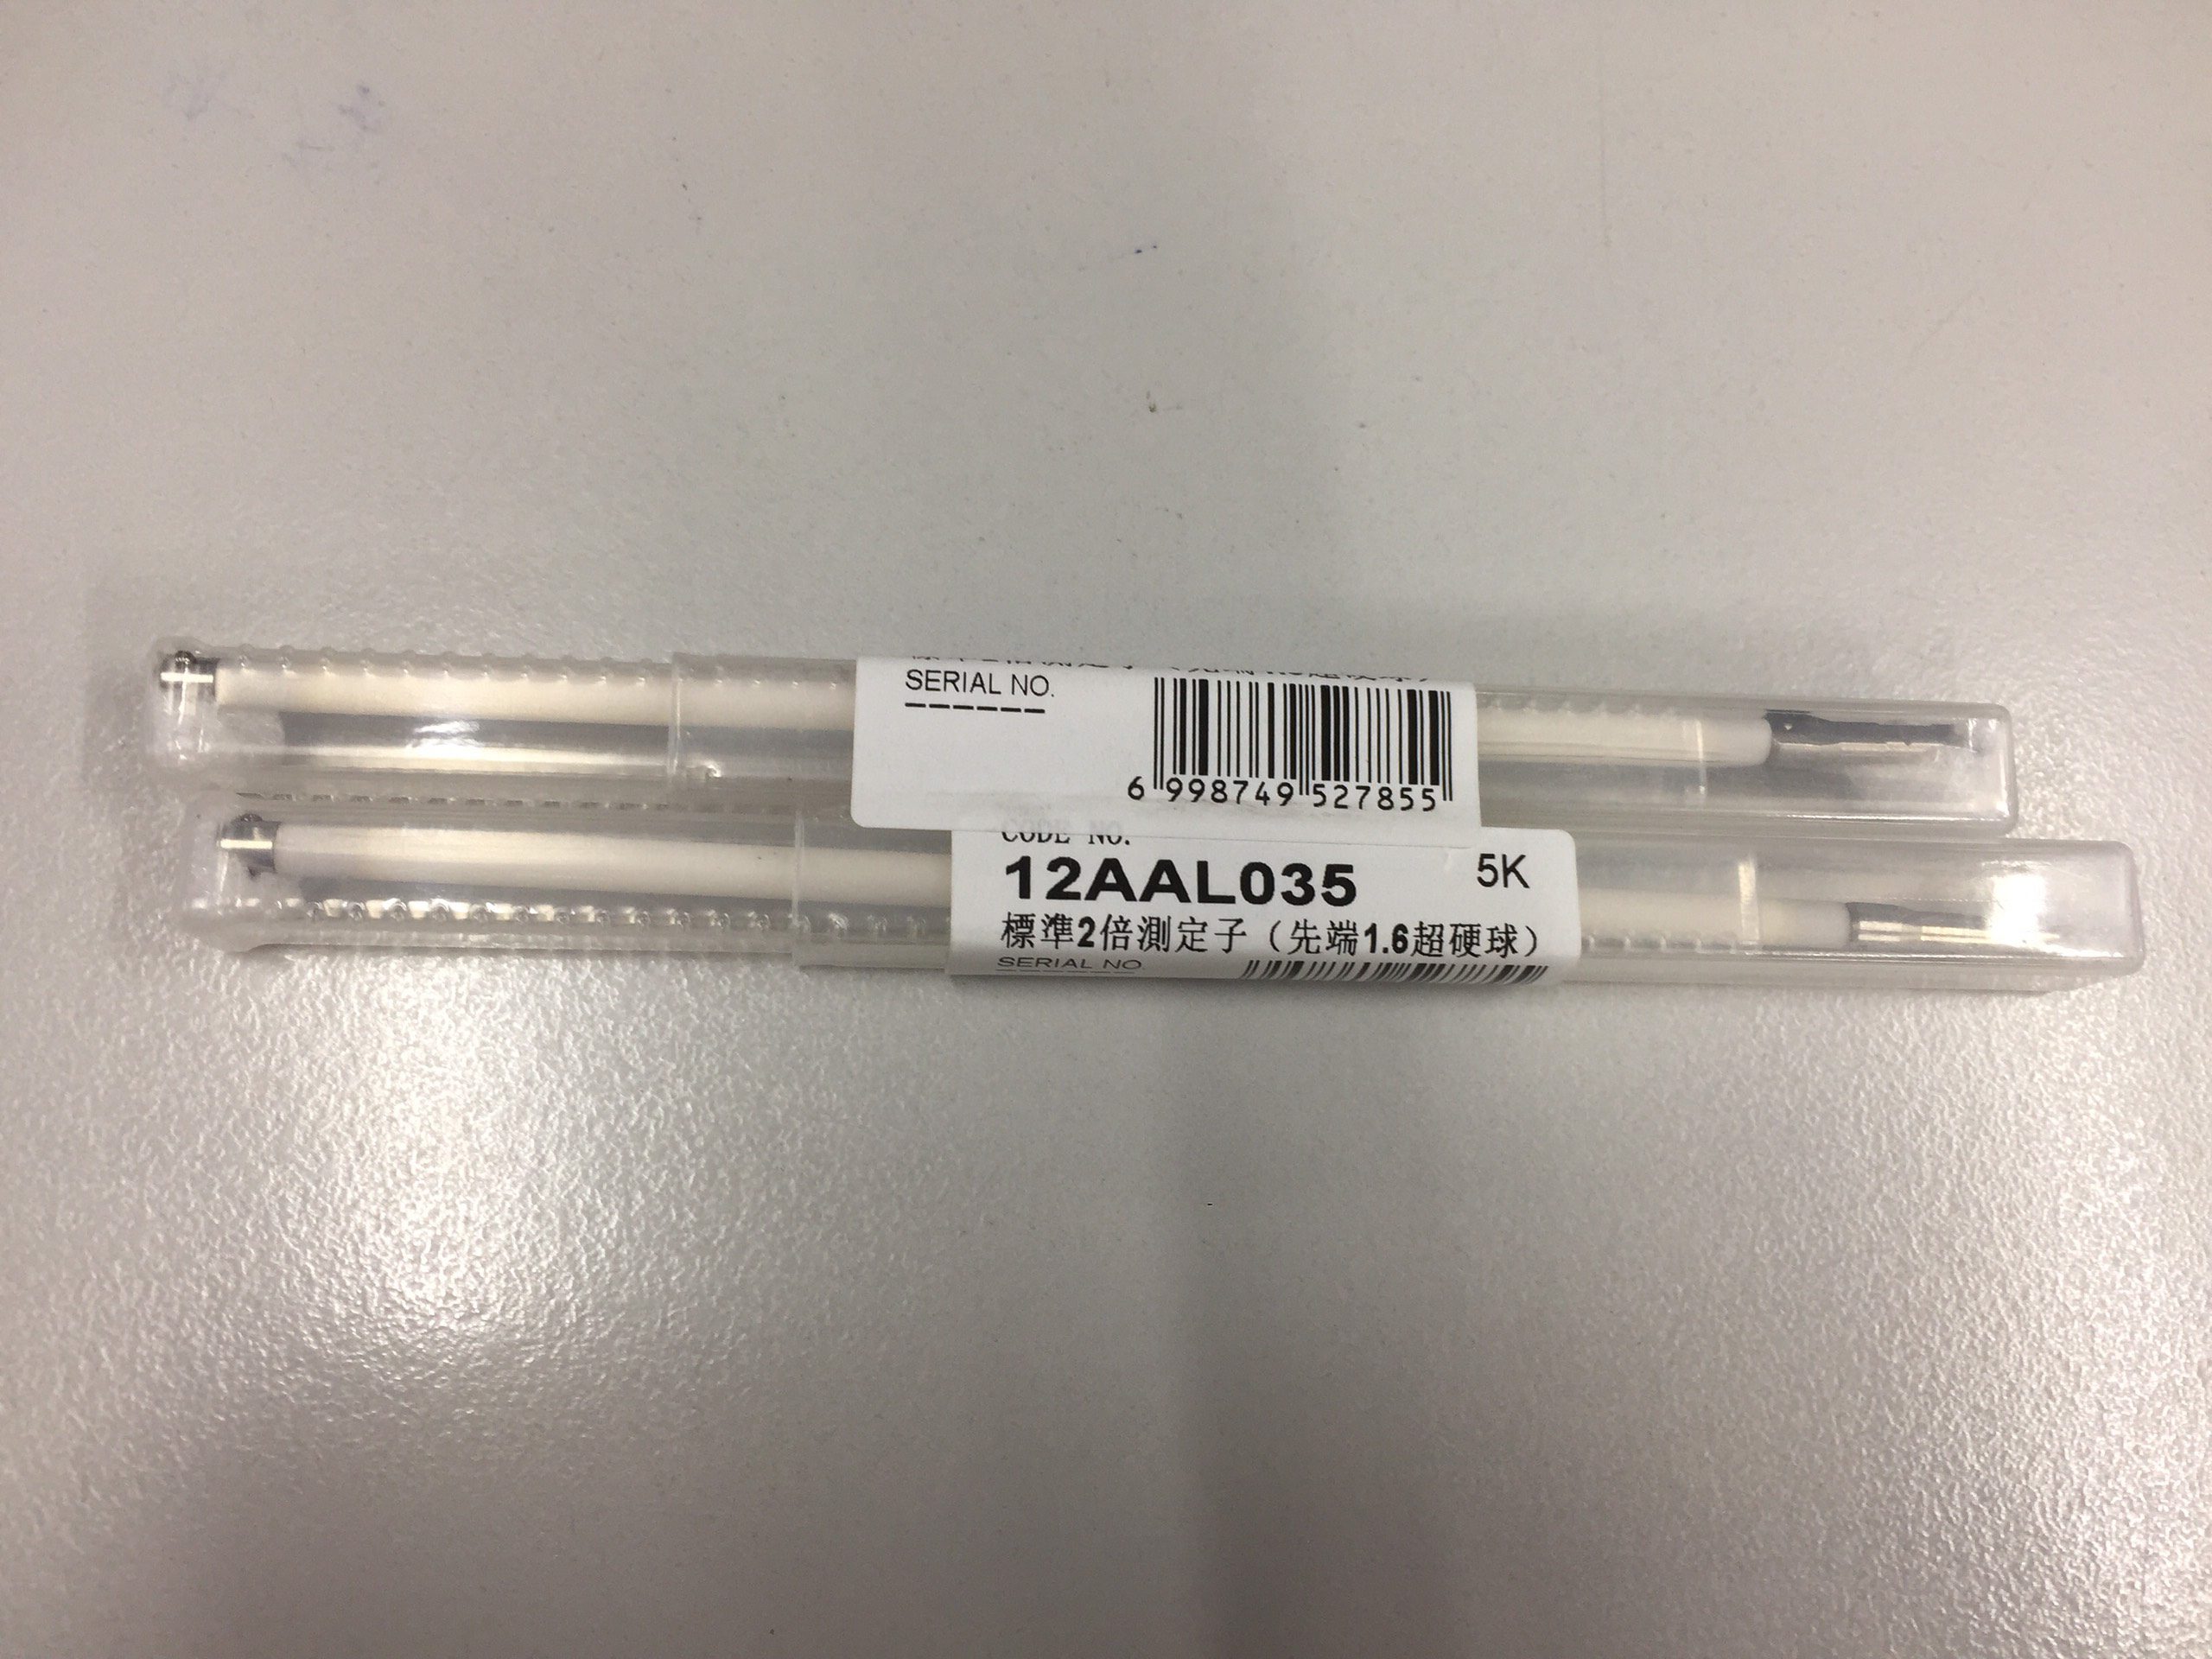 SERIAL NO.
------
6 998749 527855
CODE NO.
12AAL035 5K
標準2倍測定子（先端1.6超硬球）
SERIAL NO.